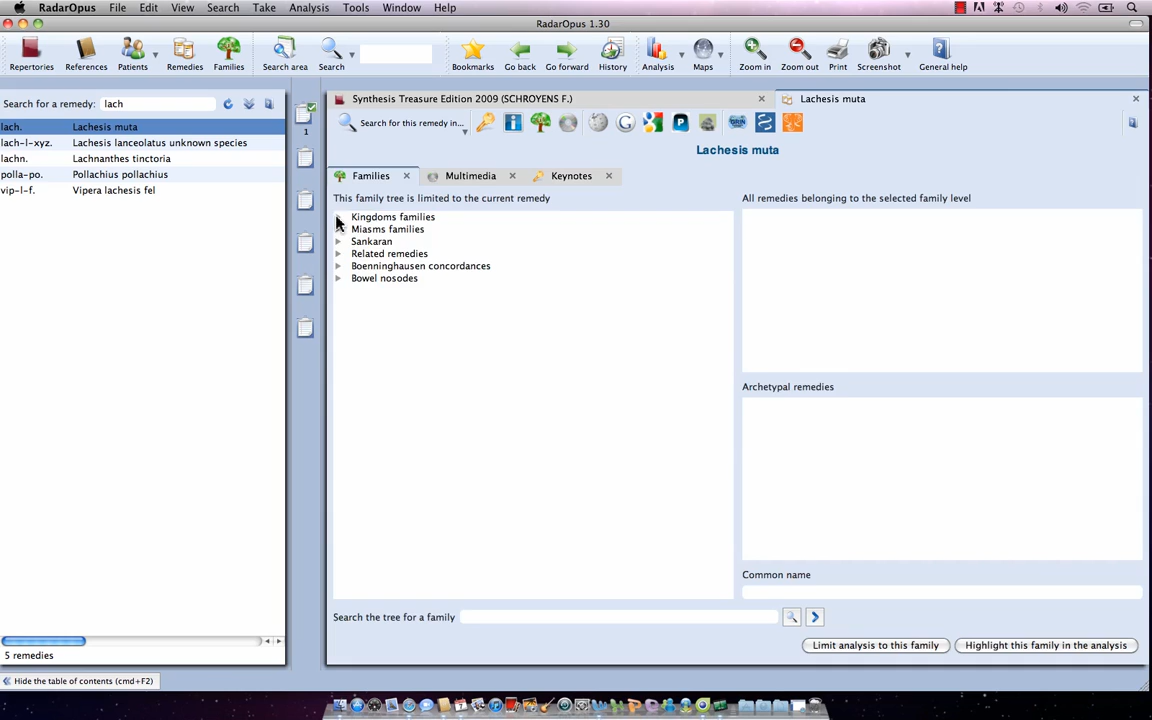 RadarOpus File Edit View Search Take Analysis Tools Window Help
RadarOpus 1.30
Repertories References Patients Remedies Families Search area Search Bookmarks Go back Go forward History Analysis Maps Zoom in Zoom out Print Screenshot General help
Search for a remedy: lach
Synthesis Treasure Edition 2009 (SCHROYENS F.)
Lachesis muta
1
Search for this remedy in...
lach. Lachesis muta
lach-l-xyz. Lachesis lanceolatus unknown species
lachn. Lachnanthes tinctoria
polla-po. Pollachius pollachius
vip-l-f. Vipera lachesis fel
Lachesis muta
Families Multimedia Keynotes
This family tree is limited to the current remedy
Kingdoms families
Miasms families
Sankaran
Related remedies
Boenninghausen concordances
Bowel nosodes
All remedies belonging to the selected family level
Archetypal remedies
Common name
Search the tree for a family
Limit analysis to this family
Highlight this family in the analysis
5 remedies
Hide the table of contents (cmd+F2)